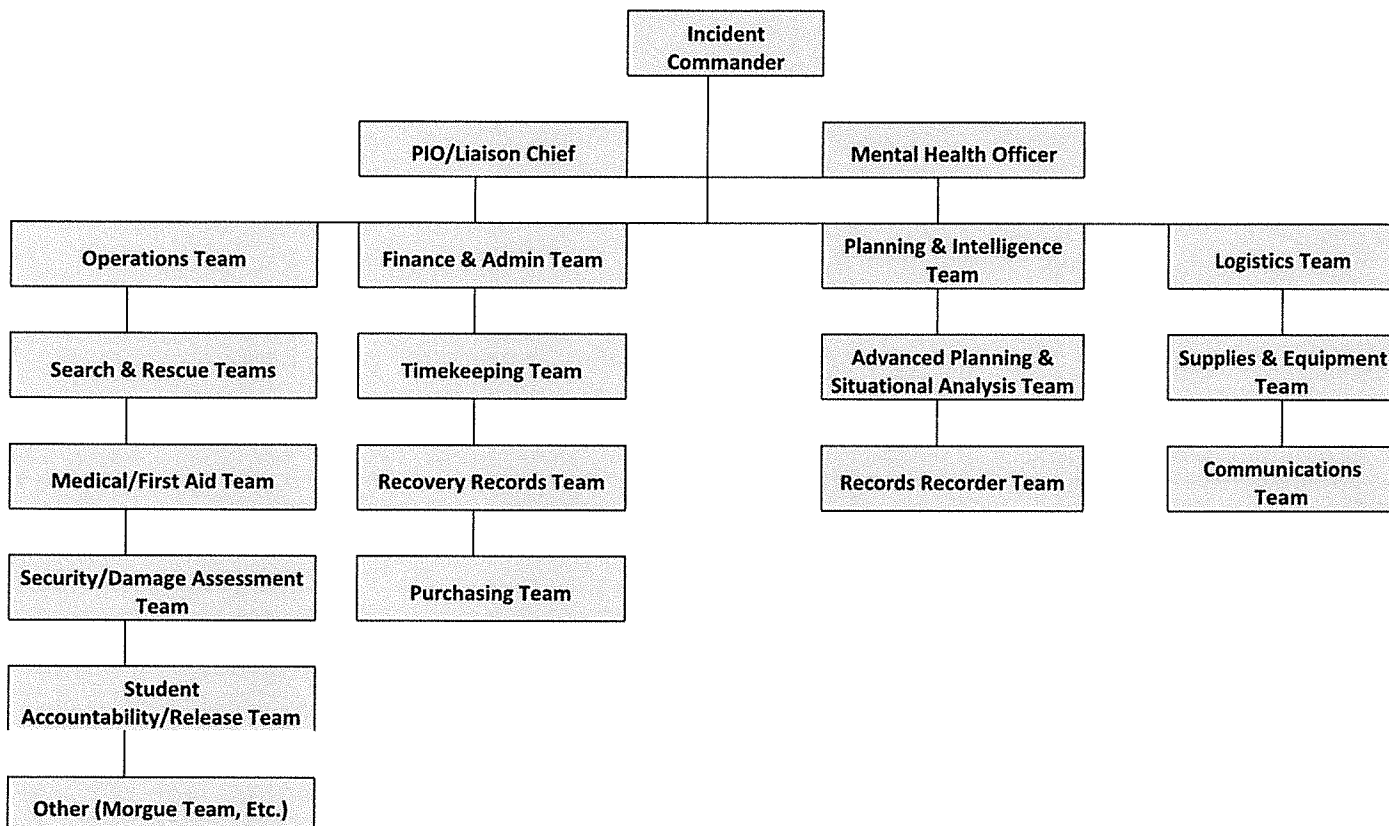 Incident
Commander
PIO/Liaison Chief
Mental Health Officer
Operations Team
Finance & Admin Team
Planning & Intelligence
Team
Logistics Team
Search & Rescue Teams
Timekeeping Team
Advanced Planning &
Situational Analysis Team
Supplies & Equipment
Team
Medical/First Aid Team
Recovery Records Team
Records Recorder Team
Communications
Team
Security/Damage Assessment
Team
Purchasing Team
Student
Accountability/Release Team
Other (Morgue Team, Etc.)